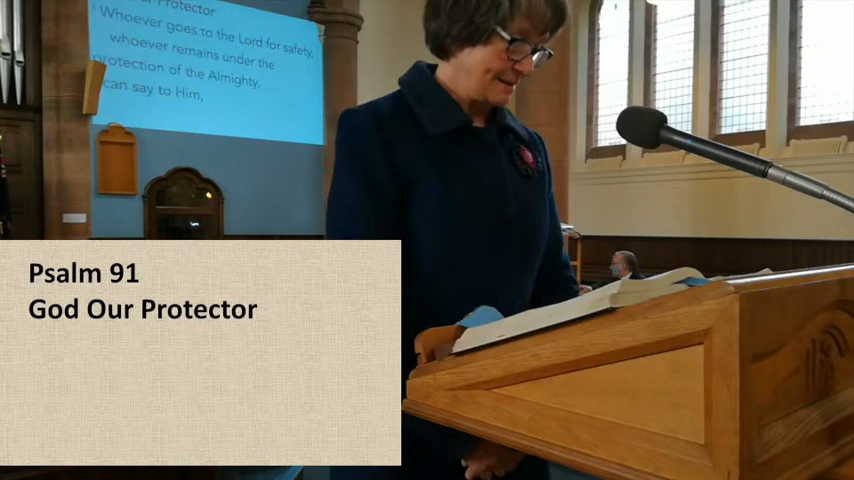 Our Protector
Whoever goes to the Lord for safety,
whoever remains under the
protection of the Almighty,
can say to Him,
Psalm 91
God Our Protector